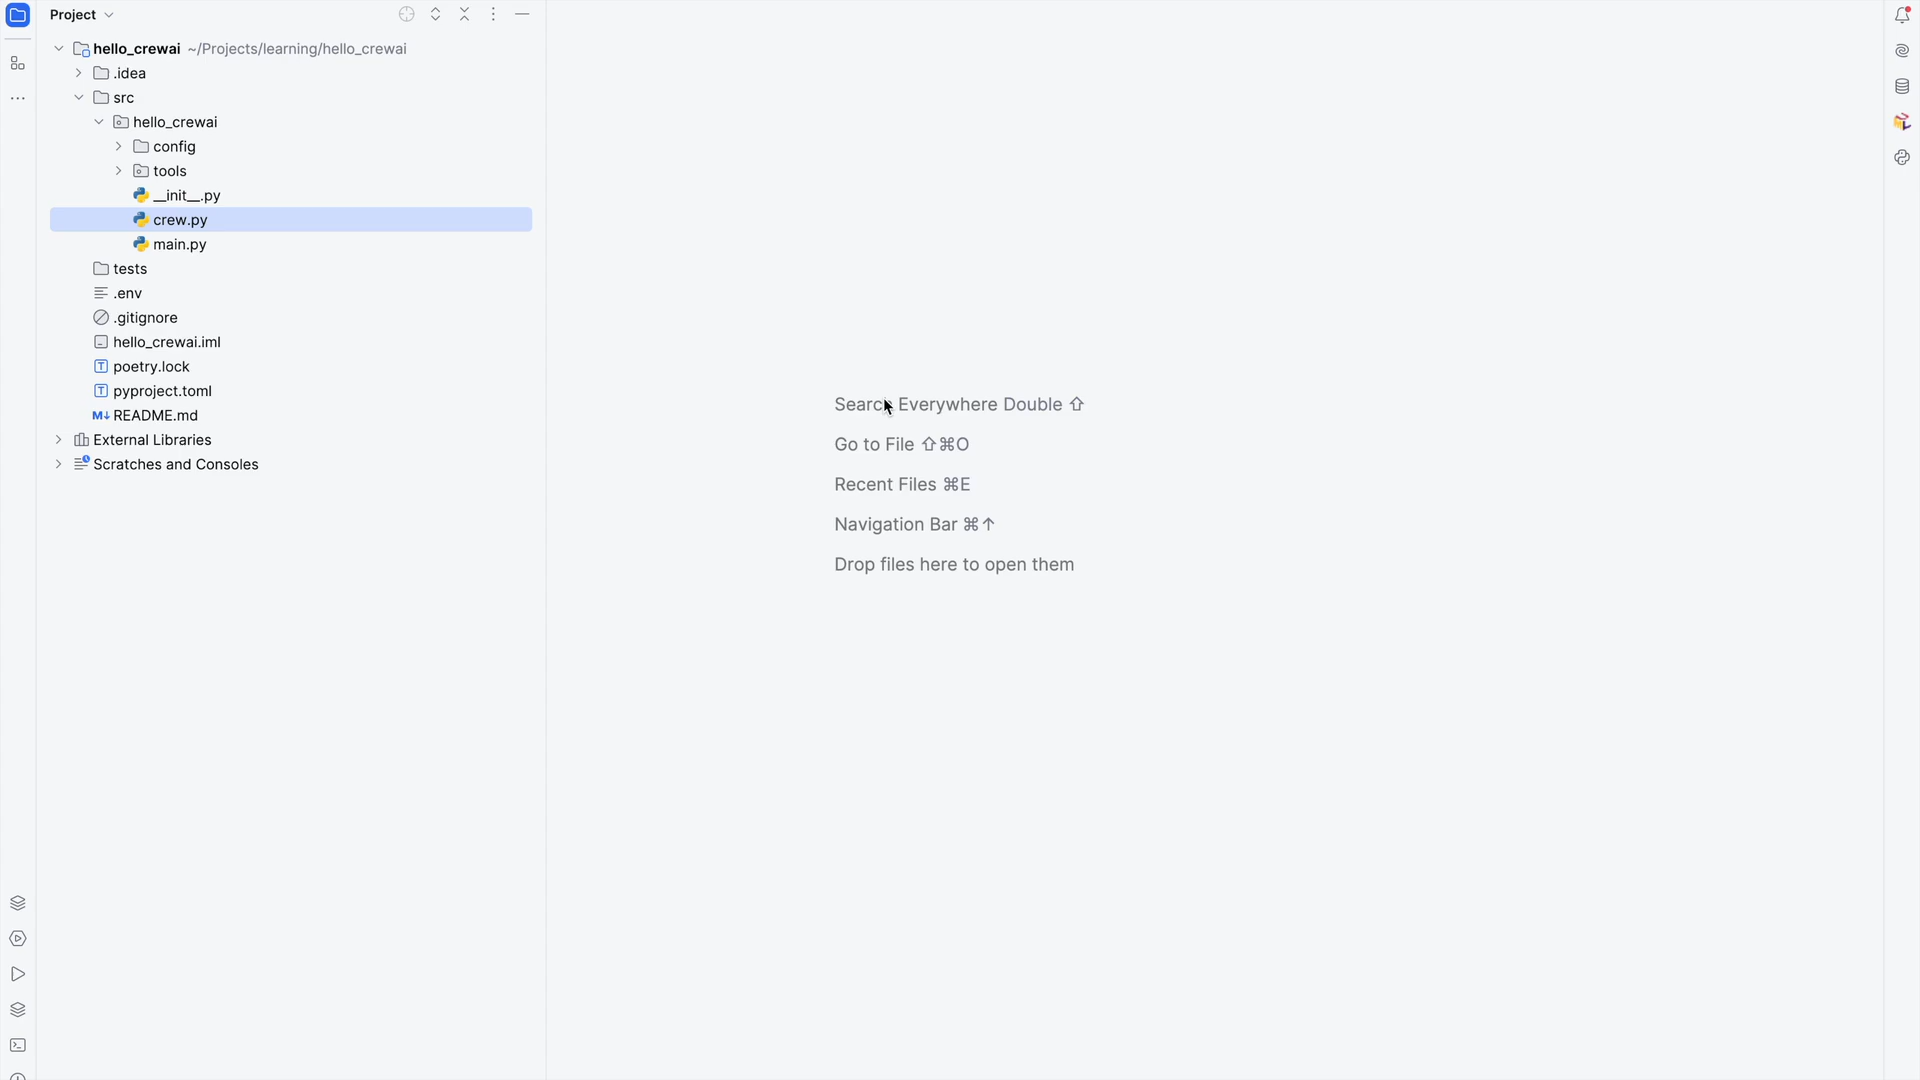 Project
hello_crewai ~/Projects/learning/hello_crewai
.idea
src
hello_crewai
config
tools
__init__.py
crew.py
main.py
tests
.env
.gitignore
hello_crewai.iml
poetry.lock
pyproject.toml
README.md
External Libraries
Scratches and Consoles
Search Everywhere Double ⇧
Go to File ⇧⌘O
Recent Files ⌘E
Navigation Bar ⌘↑
Drop files here to open them